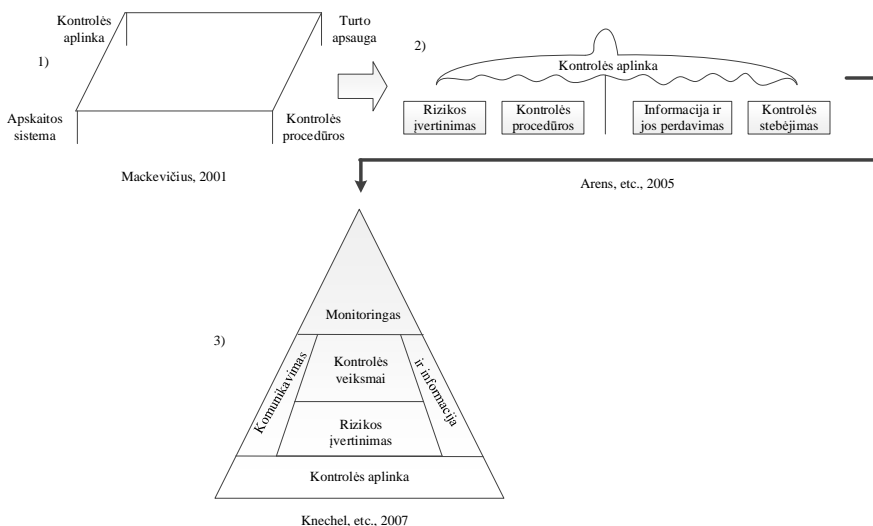 Kontrolės
aplinka
Turto
apsauga
1)
Apskaitos
sistema
Kontrolės
procedūros
Mackevičius, 2001
2)
Kontrolės aplinka
Rizikos
įvertinimas
Kontrolės
procedūros
Informacija ir
jos perdavimas
Kontrolės
stebėjimas
Arens, etc., 2005
3)
Monitoringas
Komunikavimas
ir informacija
Kontrolės
veiksmai
Rizikos
įvertinimas
Kontrolės aplinka
Knechel, etc., 2007